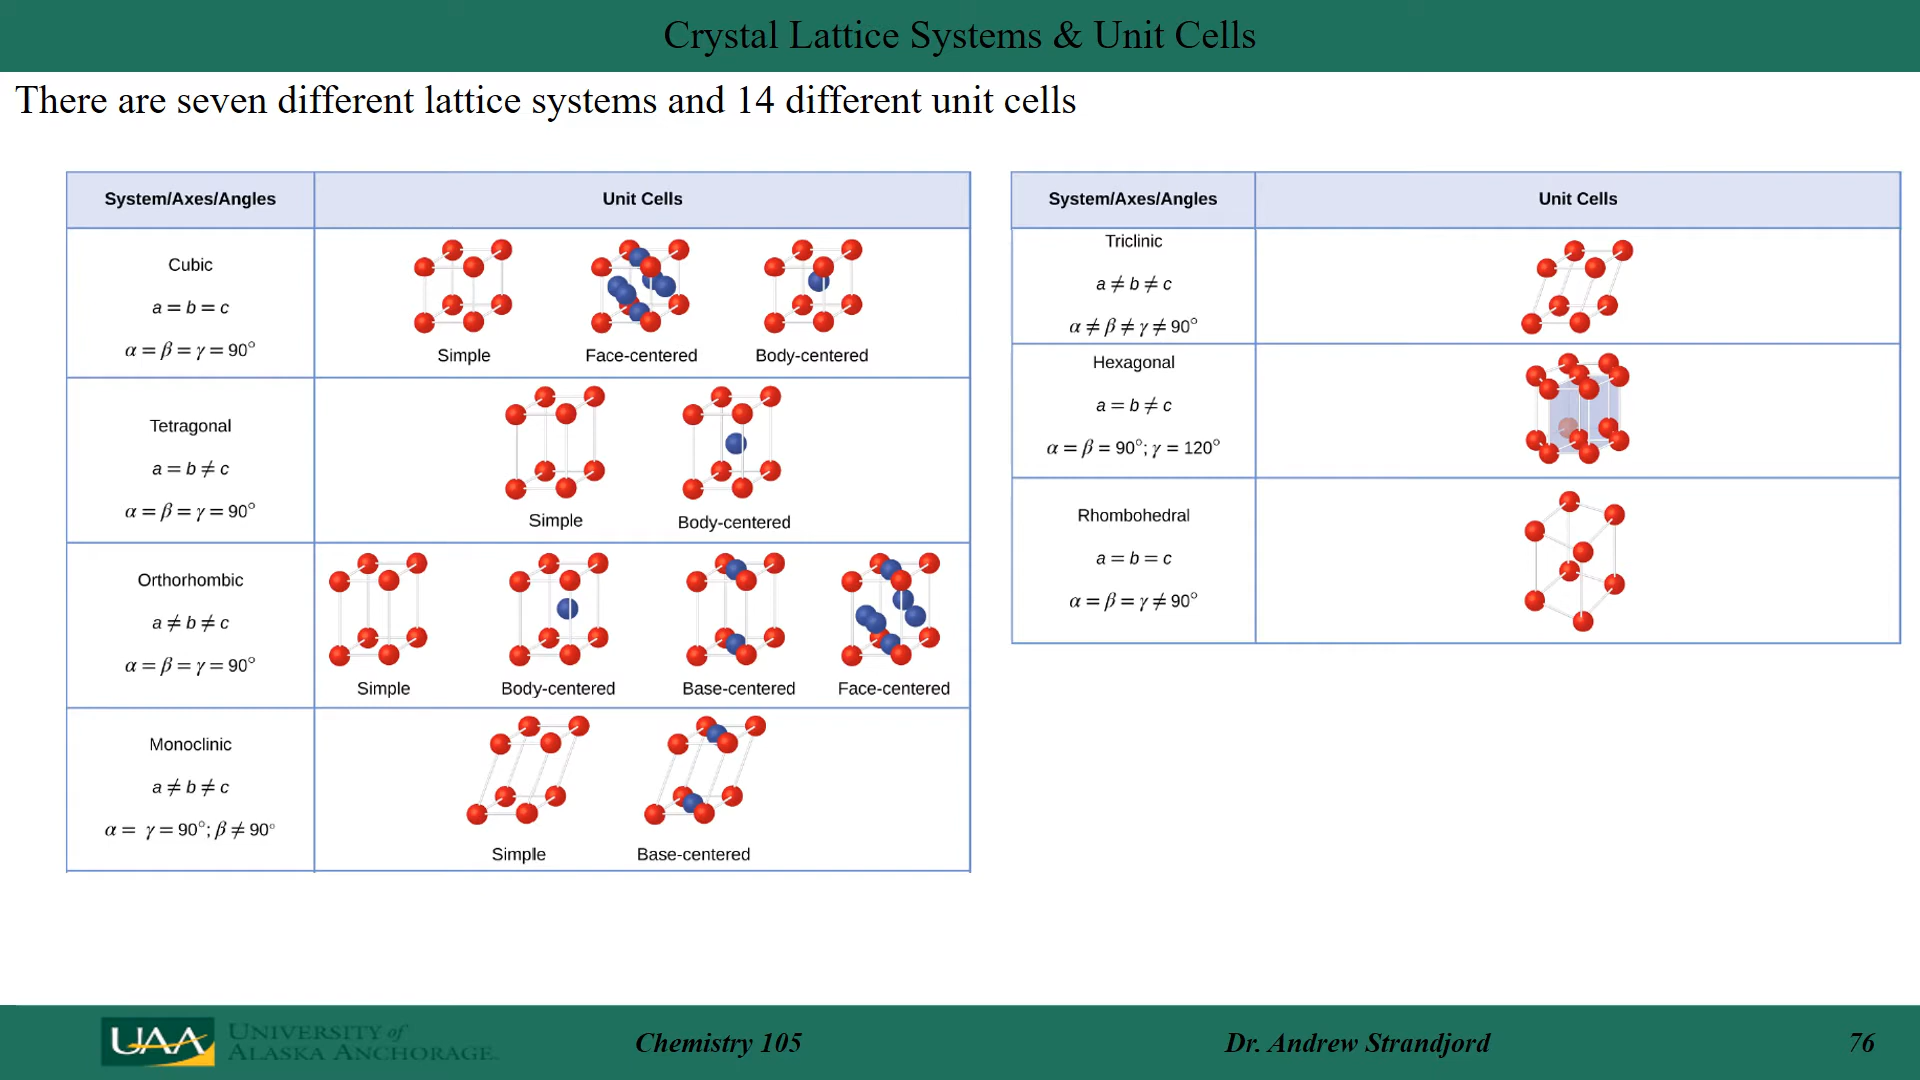 Crystal Lattice Systems & Unit Cells
There are seven different lattice systems and 14 different unit cells
System/Axes/Angles
Unit Cells
Cubic
a = b = c
α = β = γ = 90°
Simple
Face-centered
Body-centered
Tetragonal
a = b ≠ c
α = β = γ = 90°
Simple
Body-centered
Orthorhombic
a ≠ b ≠ c
α = β = γ = 90°
Simple
Body-centered
Base-centered
Face-centered
Monoclinic
a ≠ b ≠ c
α = γ = 90°; β ≠ 90°
Simple
Base-centered
System/Axes/Angles
Unit Cells
Triclinic
a ≠ b ≠ c
α ≠ β ≠ γ ≠ 90°
Hexagonal
a = b ≠ c
α = β = 90°; γ = 120°
Rhombohedral
a = b = c
α = β = γ ≠ 90°
UAA
UNIVERSITY of
ALASKA ANCHORAGE.
Chemistry 105
Dr. Andrew Strandjord
76